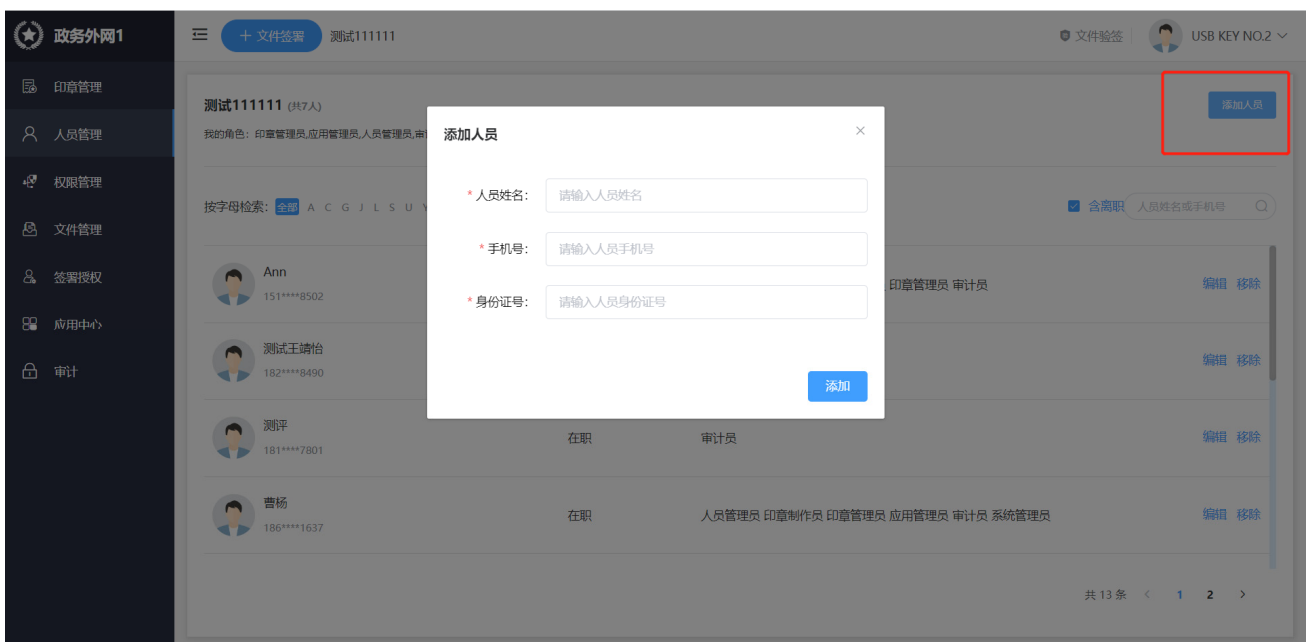 政务外网1
文件签署
测试111111
文件验签
USB KEY NO.2
印章管理
人员管理
权限管理
文件管理
签署授权
应用中心
审计
测试111111 (共7人)
添加人员
我的角色：印章管理员,应用管理员,人员管理员,审
添加人员
* 人员姓名：
请输入人员姓名
* 手机号：
请输入人员手机号
* 身份证号：
请输入人员身份证号
添加
按字母检索：全部 A C G J L S U Y
含离职
人员姓名或手机号
Ann
151****8502
印章管理员 审计员
编辑 移除
测试王靖怡
182****8490
编辑 移除
测评
181****7801
在职
审计员
编辑 移除
曹杨
186****1637
在职
人员管理员 印章制作员 印章管理员 应用管理员 审计员 系统管理员
编辑 移除
共 13 条
1
2